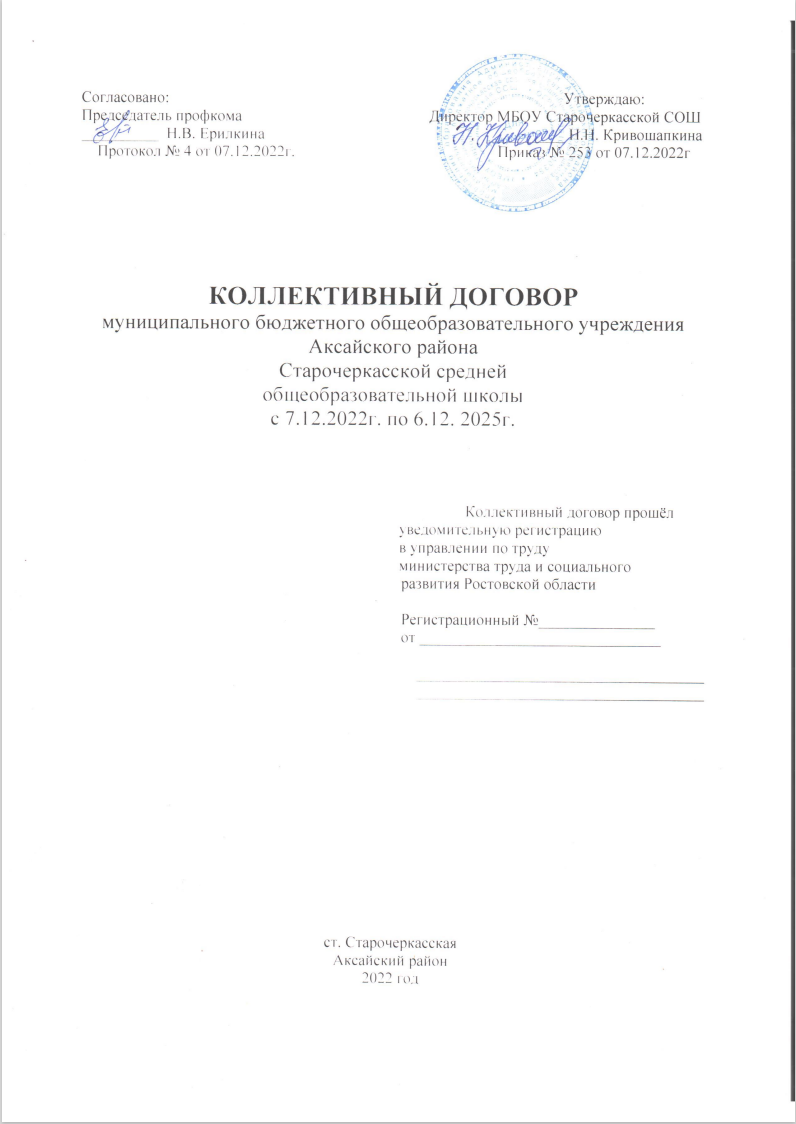 Согласовано:
Председатель профкома
__________ Н.В. Ерилкина
Протокол № 4 от 07.12.2022г.
Утверждаю:
Директор МБОУ Старочеркасской СОШ
Н.Н. Кривошапкина
Приказ № 253 от 07.12.2022г
КОЛЛЕКТИВНЫЙ ДОГОВОР
муниципального бюджетного общеобразовательного учреждения
Аксайского района
Старочеркасской средней
общеобразовательной школы
с 7.12.2022г. по 6.12. 2025г.
Коллективный договор прошёл
уведомительную регистрацию
в управлении по труду
министерства труда и социального
развития Ростовской области
Регистрационный №_______________
от _______________________________
ст. Старочеркасская
Аксайский район
2022 год